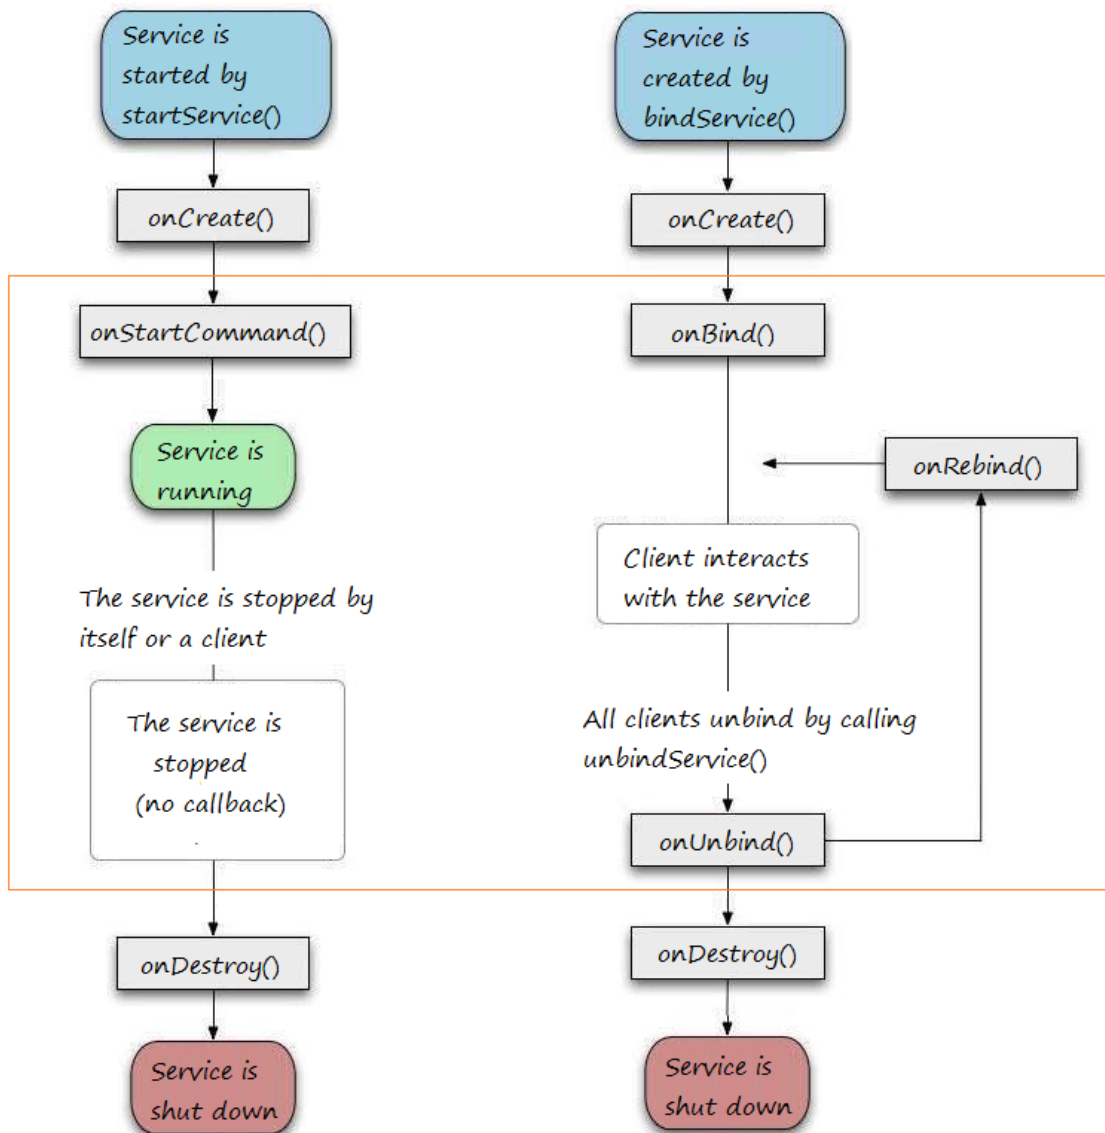 Service is
started by
startService()
onCreate()
onStartCommand()
Service is
running
The service is stopped by
itself or a client
The service is
stopped
(no callback)
.
onDestroy()
Service is
shut down
Service is
created by
bindService()
onCreate()
onBind()
onRebind()
Client interacts
with the service
All clients unbind by calling
unbindService()
onUnbind()
onDestroy()
Service is
shut down